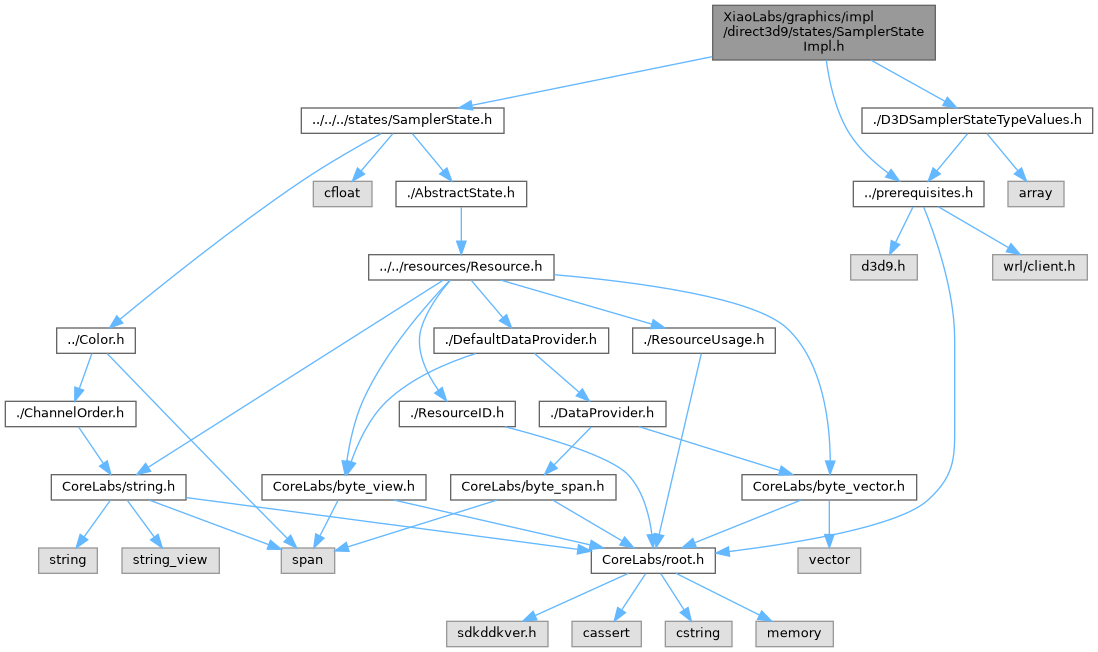 XiaoLabs/graphics/impl
/direct3d9/states/SamplerState
Impl.h
../../../states/SamplerState.h
./D3DSamplerStateTypeValues.h
cfloat
./AbstractState.h
../prerequisites.h
array
../../resources/Resource.h
d3d9.h
wrl/client.h
../Color.h
./DefaultDataProvider.h
./ResourceUsage.h
./ChannelOrder.h
./ResourceID.h
./DataProvider.h
CoreLabs/string.h
CoreLabs/byte_view.h
CoreLabs/byte_span.h
CoreLabs/byte_vector.h
string
string_view
span
CoreLabs/root.h
vector
sdkddkver.h
cassert
cstring
memory